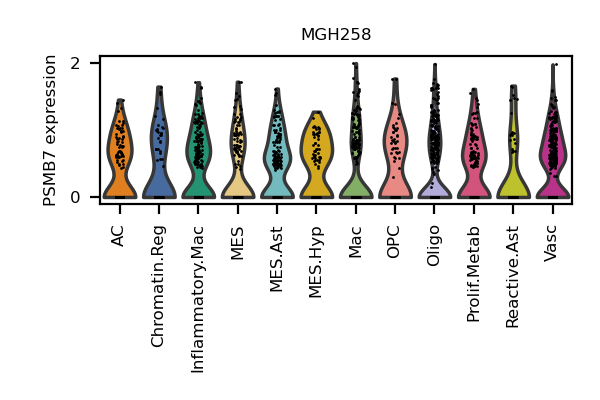 MGH258
PSMB7 expression
2
0
AC
Chromatin.Reg
Inflammatory.Mac
MES
MES.Ast
MES.Hyp
Mac
OPC
Oligo
Prolif.Metab
Reactive.Ast
Vasc